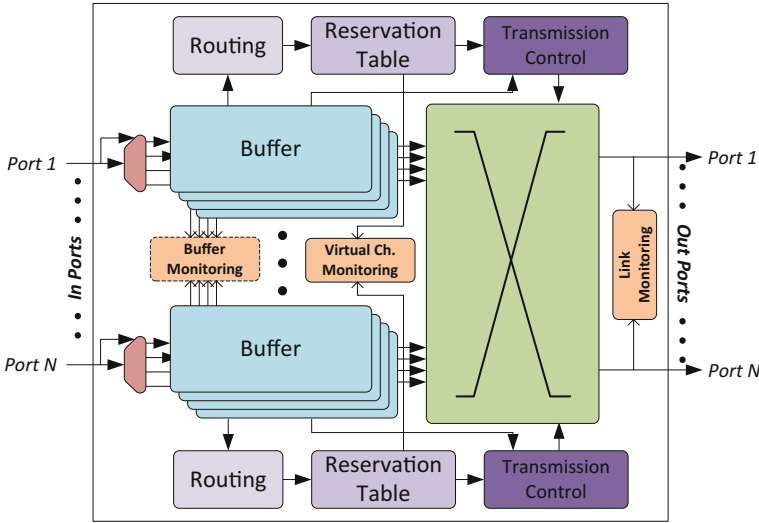 Routing
Reservation
Table
Transmission
Control
Port 1
Buffer
Port 1
In Ports
Buffer
Monitoring
Virtual Ch.
Monitoring
Link
Monitoring
Out Ports
Port N
Buffer
Port N
Routing
Reservation
Table
Transmission
Control